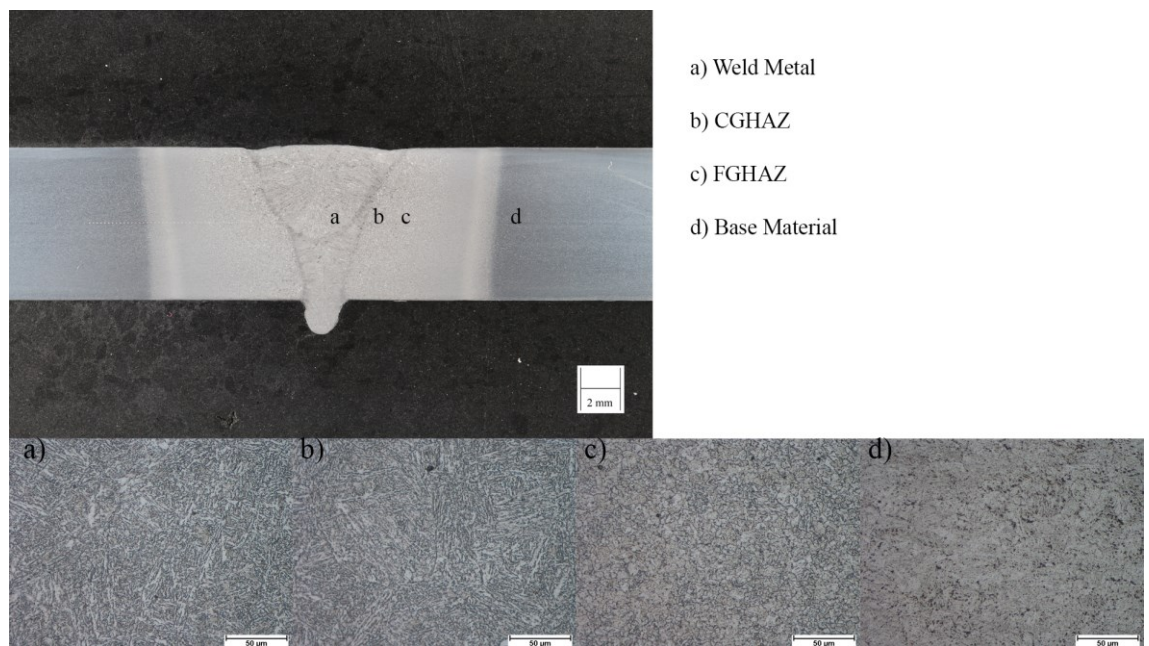 a) Weld Metal
b) CGHAZ
c) FGHAZ
d) Base Material
a b c d
2 mm
a) b) c) d)
50 µm 50 µm 50 µm 50 µm